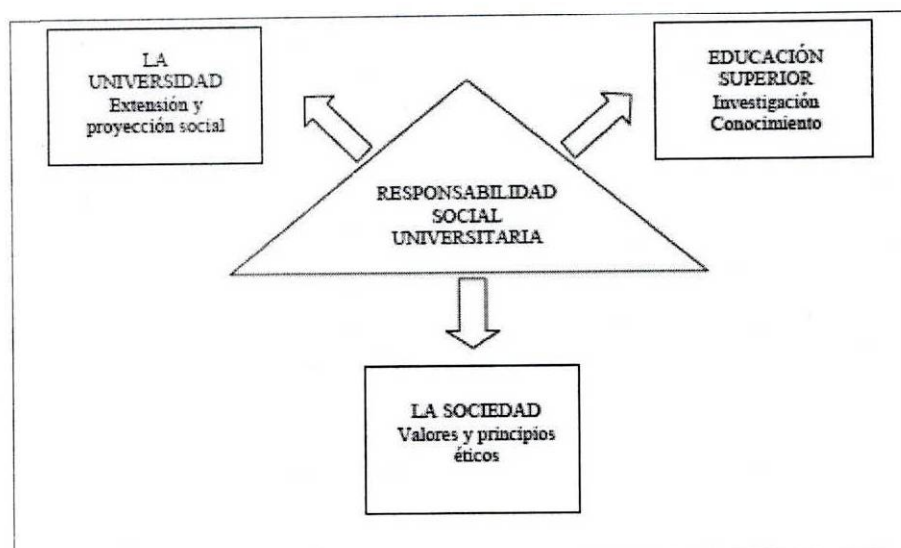 LA
UNIVERSIDAD
Extensión y
proyección social
EDUCACIÓN
SUPERIOR
Investigación
Conocimiento
RESPONSABILIDAD
SOCIAL
UNIVERSITARIA
LA SOCIEDAD
Valores y principios
éticos